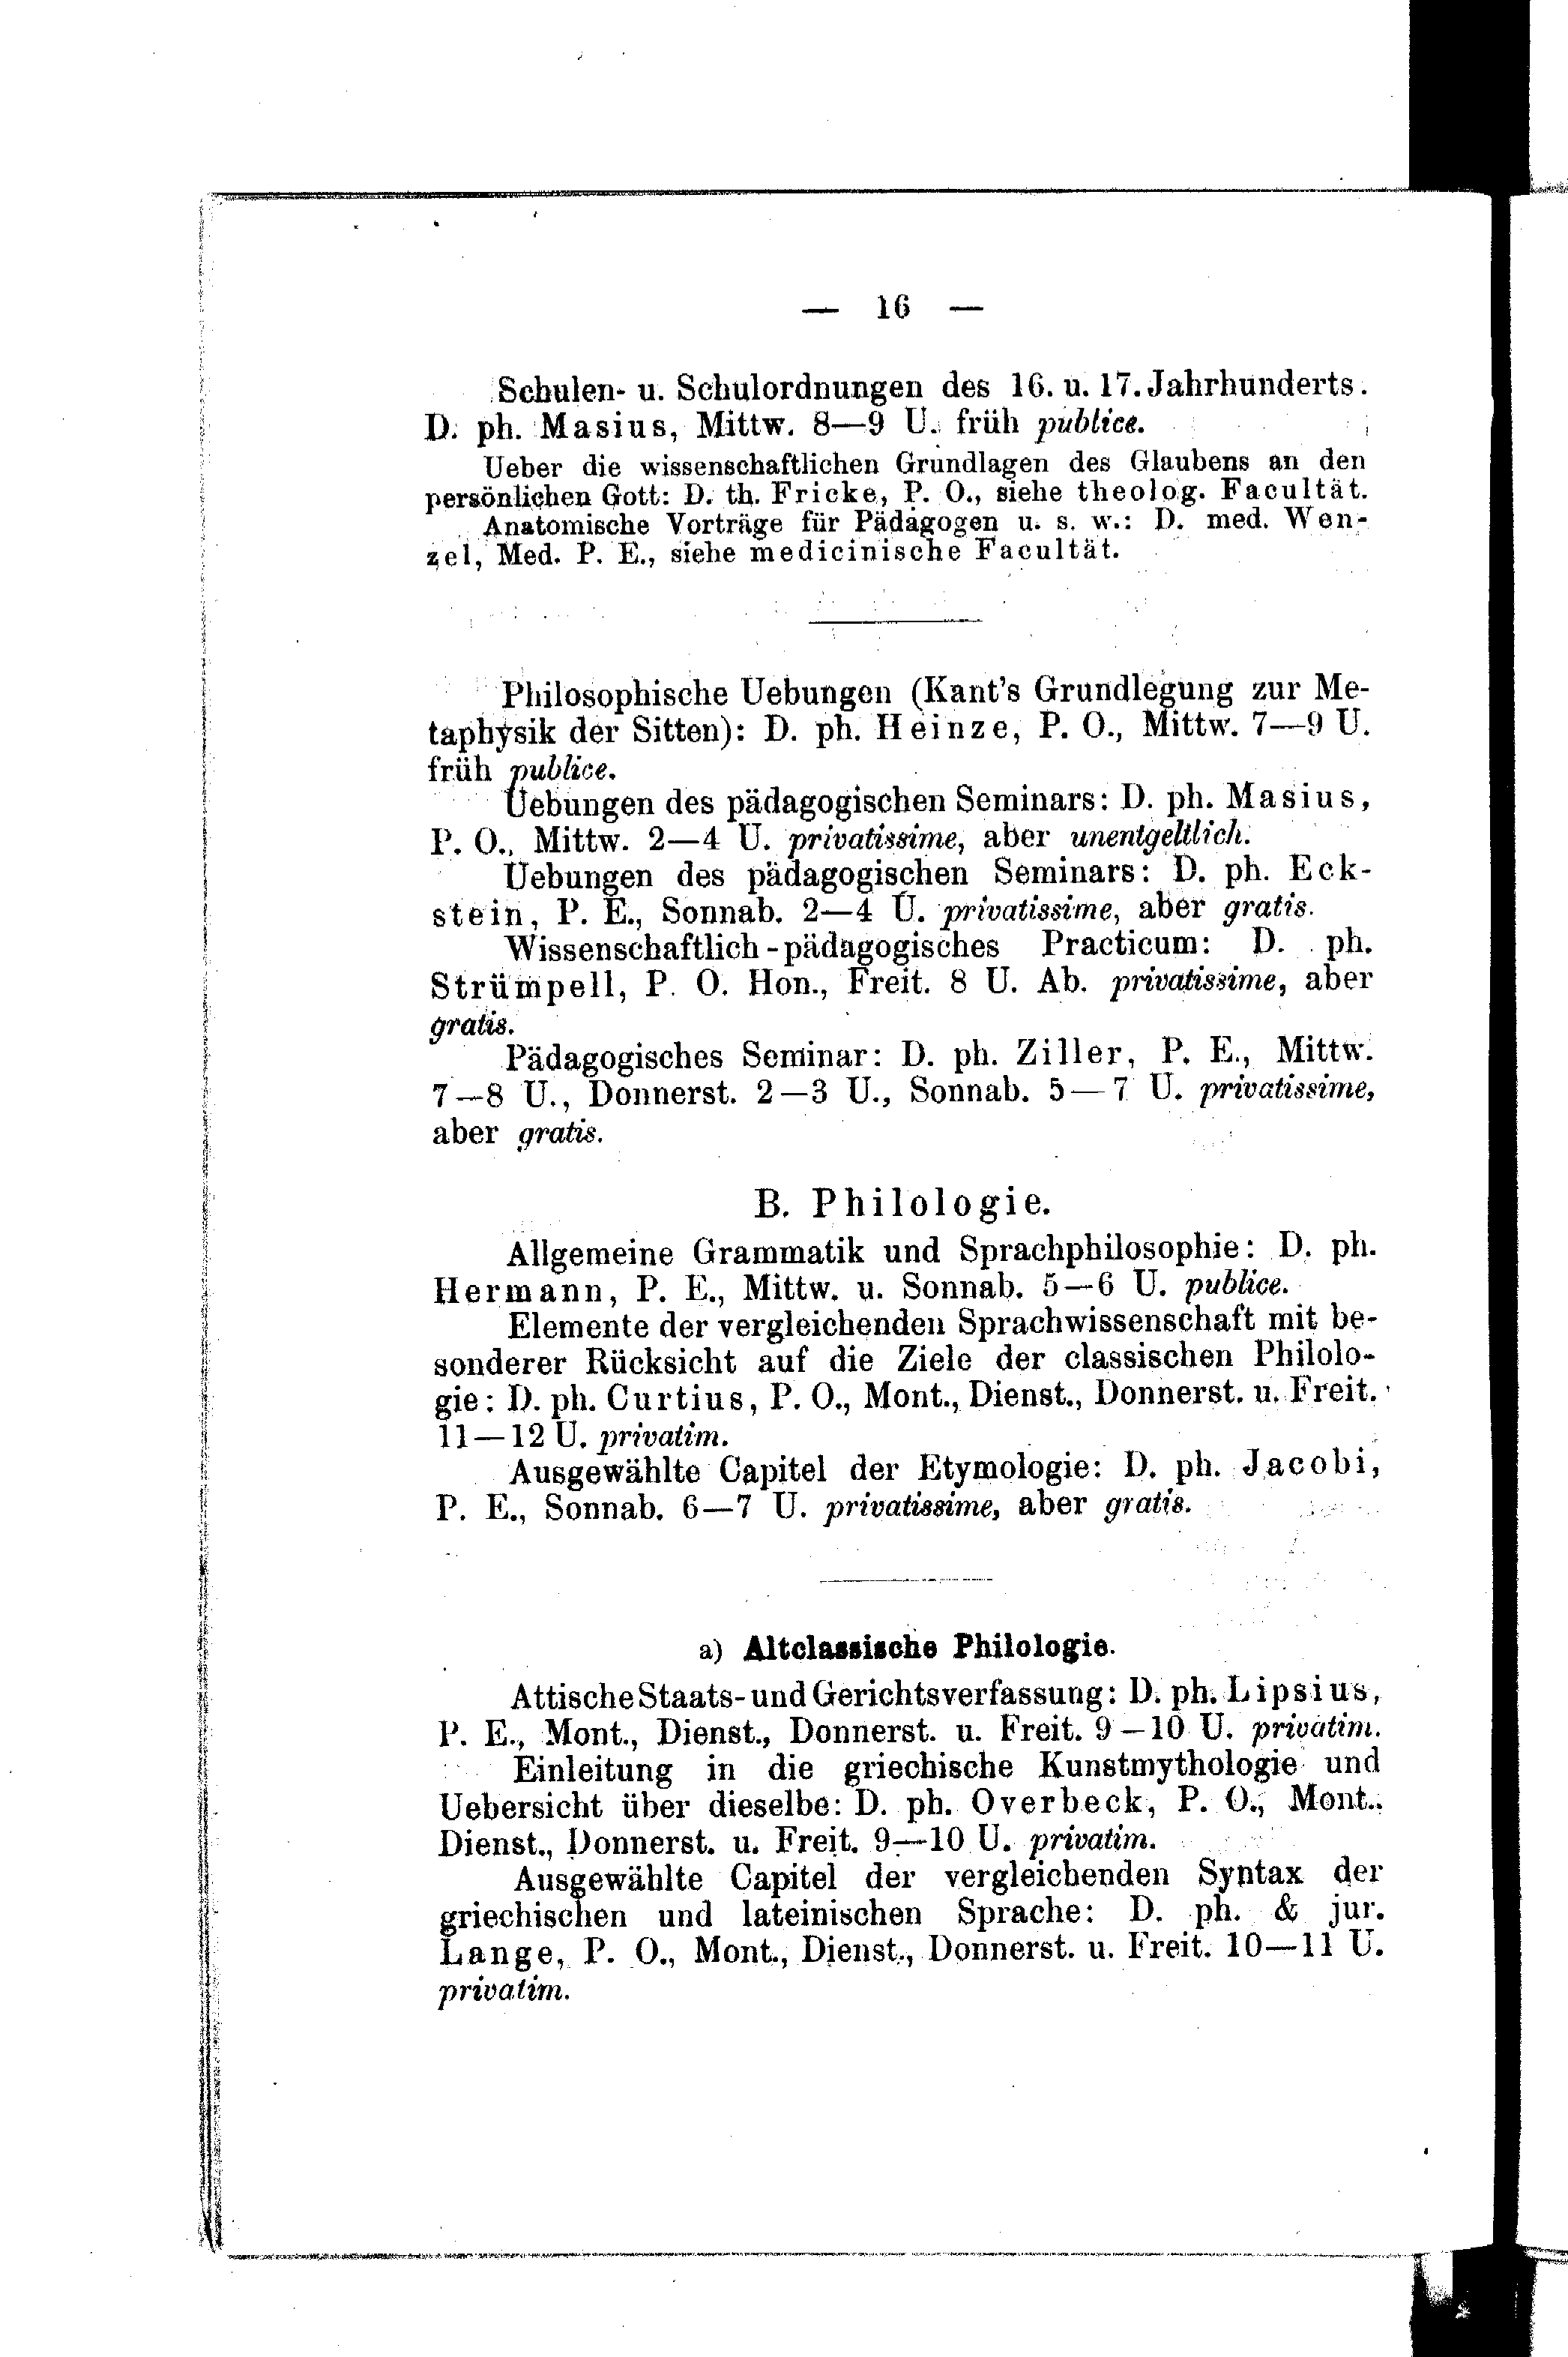 — 16 —
Schulen- u. Schulordnungen des 16. u. 17. Jahrhunderts.
D. ph. Masius, Mittw. 8—9 U. früh publice.
Ueber die wissenschaftlichen Grundlagen des Glaubens an den
persönlichen Gott: D. th. Fricke, P. O., siehe theolog. Facultät.
Anatomische Vorträge für Pädagogen u. s. w.: D. med. Wen-
zel, Med. P. E., siehe medicinische Facultät.
Philosophische Uebungen (Kant's Grundlegung zur Me-
taphysik der Sitten): D. ph. Heinze, P. O., Mittw. 7—9 U.
früh publice.
Uebungen des pädagogischen Seminars: D. ph. Masius,
P. O., Mittw. 2—4 U. privatissime, aber unentgeltlich.
Uebungen des pädagogischen Seminars: D. ph. Eck-
stein, P. E., Sonnab. 2—4 U. privatissime, aber gratis.
Wissenschaftlich-pädagogisches Practicum: D. ph.
Strümpell, P. O. Hon., Freit. 8 U. Ab. privatissime, aber
gratis.
Pädagogisches Seminar: D. ph. Ziller, P. E., Mittw.
7—8 U., Donnerst. 2—3 U., Sonnab. 5—7 U. privatissime,
aber gratis.
B. Philologie.
Allgemeine Grammatik und Sprachphilosophie: D. ph.
Hermann, P. E., Mittw. u. Sonnab. 5—6 U. publice.
Elemente der vergleichenden Sprachwissenschaft mit be-
sonderer Rücksicht auf die Ziele der classischen Philolo-
gie: D. ph. Curtius, P. O., Mont., Dienst., Donnerst. u. Freit.
11—12 U. privatim.
Ausgewählte Capitel der Etymologie: D. ph. Jacobi,
P. E., Sonnab. 6—7 U. privatissime, aber gratis.
a) Altclassische Philologie.
Attische Staats- und Gerichtsverfassung: D. ph. Lipsius,
P. E., Mont., Dienst., Donnerst. u. Freit. 9—10 U. privatim.
Einleitung in die griechische Kunstmythologie und
Uebersicht über dieselbe: D. ph. Overbeck, P. O., Mont.,
Dienst., Donnerst. u. Freit. 9—10 U. privatim.
Ausgewählte Capitel der vergleichenden Syntax der
griechischen und lateinischen Sprache: D. ph. & jur.
Lange, P. O., Mont., Dienst., Donnerst. u. Freit. 10—11 U.
privatim.